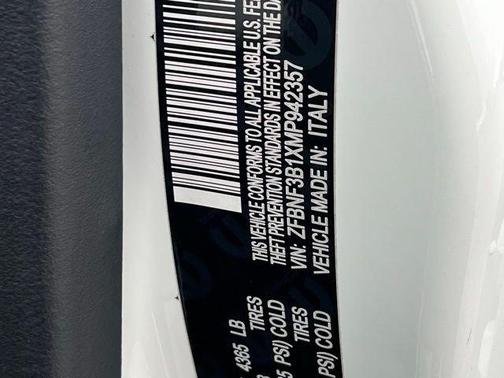 THIS VEHICLE CONFORMS TO ALL APPLICABLE U.S. FE
THEFT PREVENTION STANDARDS IN EFFECT ON THE DA
VIN: ZFBNF3B1XMP942357
VEHICLE MADE IN: ITALY
4365 LB
TIRES
PSI) COLD
TIRES
PSI) COLD